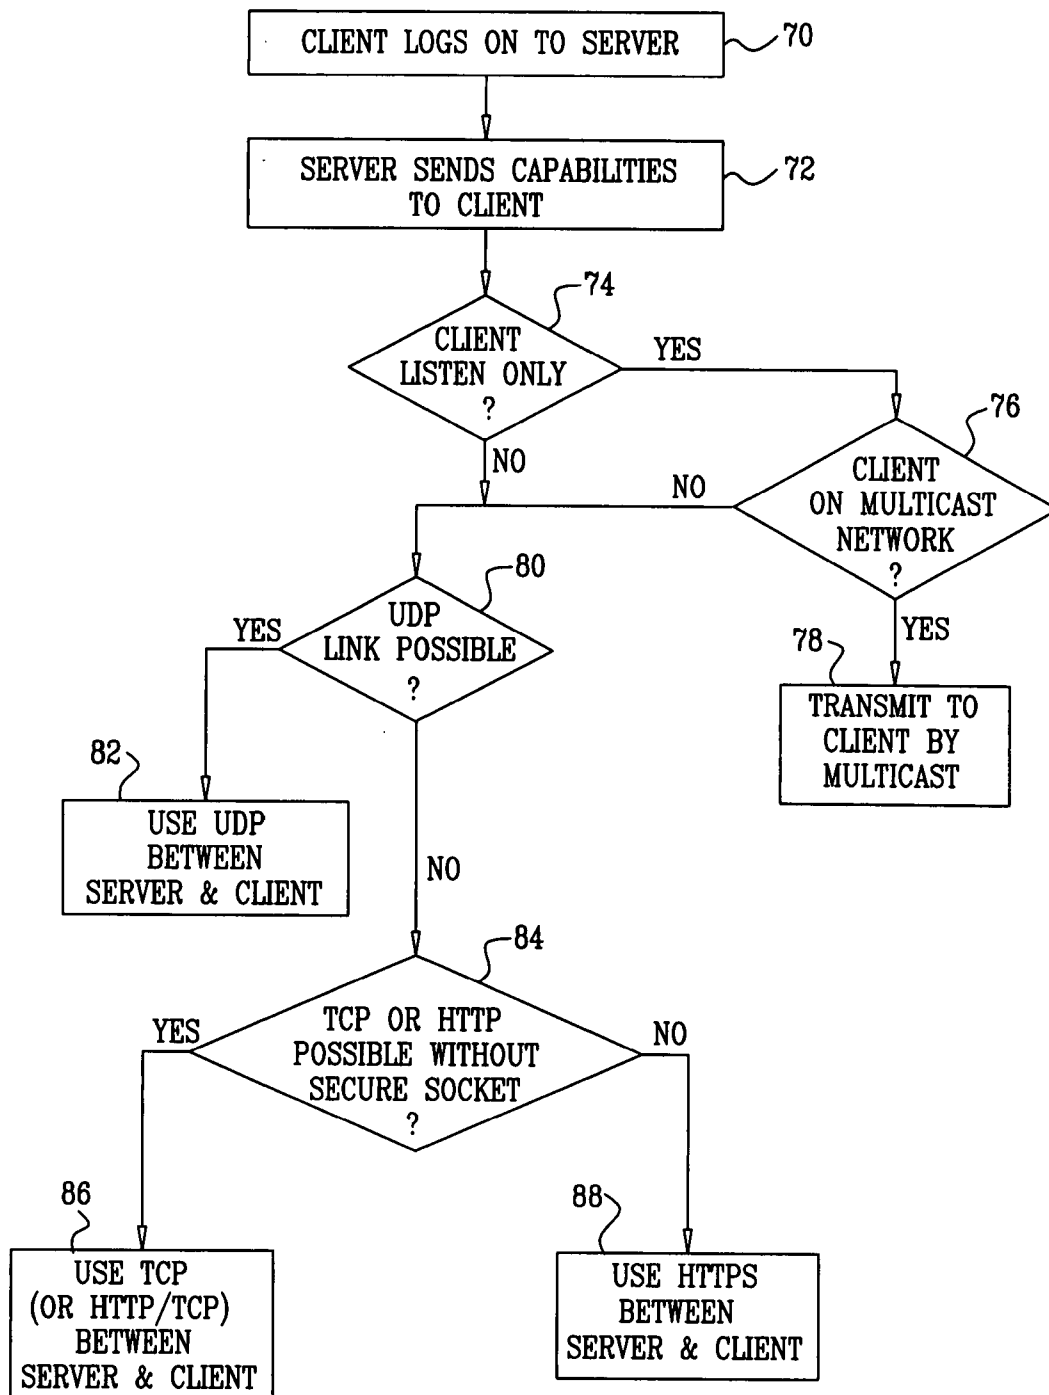 CLIENT LOGS ON TO SERVER
70
SERVER SENDS CAPABILITIES
TO CLIENT
72
74
CLIENT
LISTEN ONLY
?
YES
NO
76
CLIENT
ON MULTICAST
NETWORK
?
NO
YES
78
TRANSMIT TO
CLIENT BY
MULTICAST
80
UDP
LINK POSSIBLE
?
YES
82
USE UDP
BETWEEN
SERVER & CLIENT
NO
84
TCP OR HTTP
POSSIBLE WITHOUT
SECURE SOCKET
?
YES
NO
86
USE TCP
(OR HTTP/TCP)
BETWEEN
SERVER & CLIENT
88
USE HTTPS
BETWEEN
SERVER & CLIENT